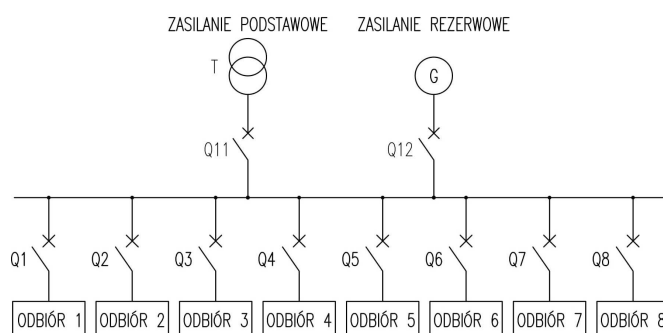 ZASILANIE PODSTAWOWE ZASILANIE REZERWOWE
T G
Q11 Q12
Q1 Q2 Q3 Q4 Q5 Q6 Q7 Q8
ODBIÓR 1 ODBIÓR 2 ODBIÓR 3 ODBIÓR 4 ODBIÓR 5 ODBIÓR 6 ODBIÓR 7 ODBIÓR 8